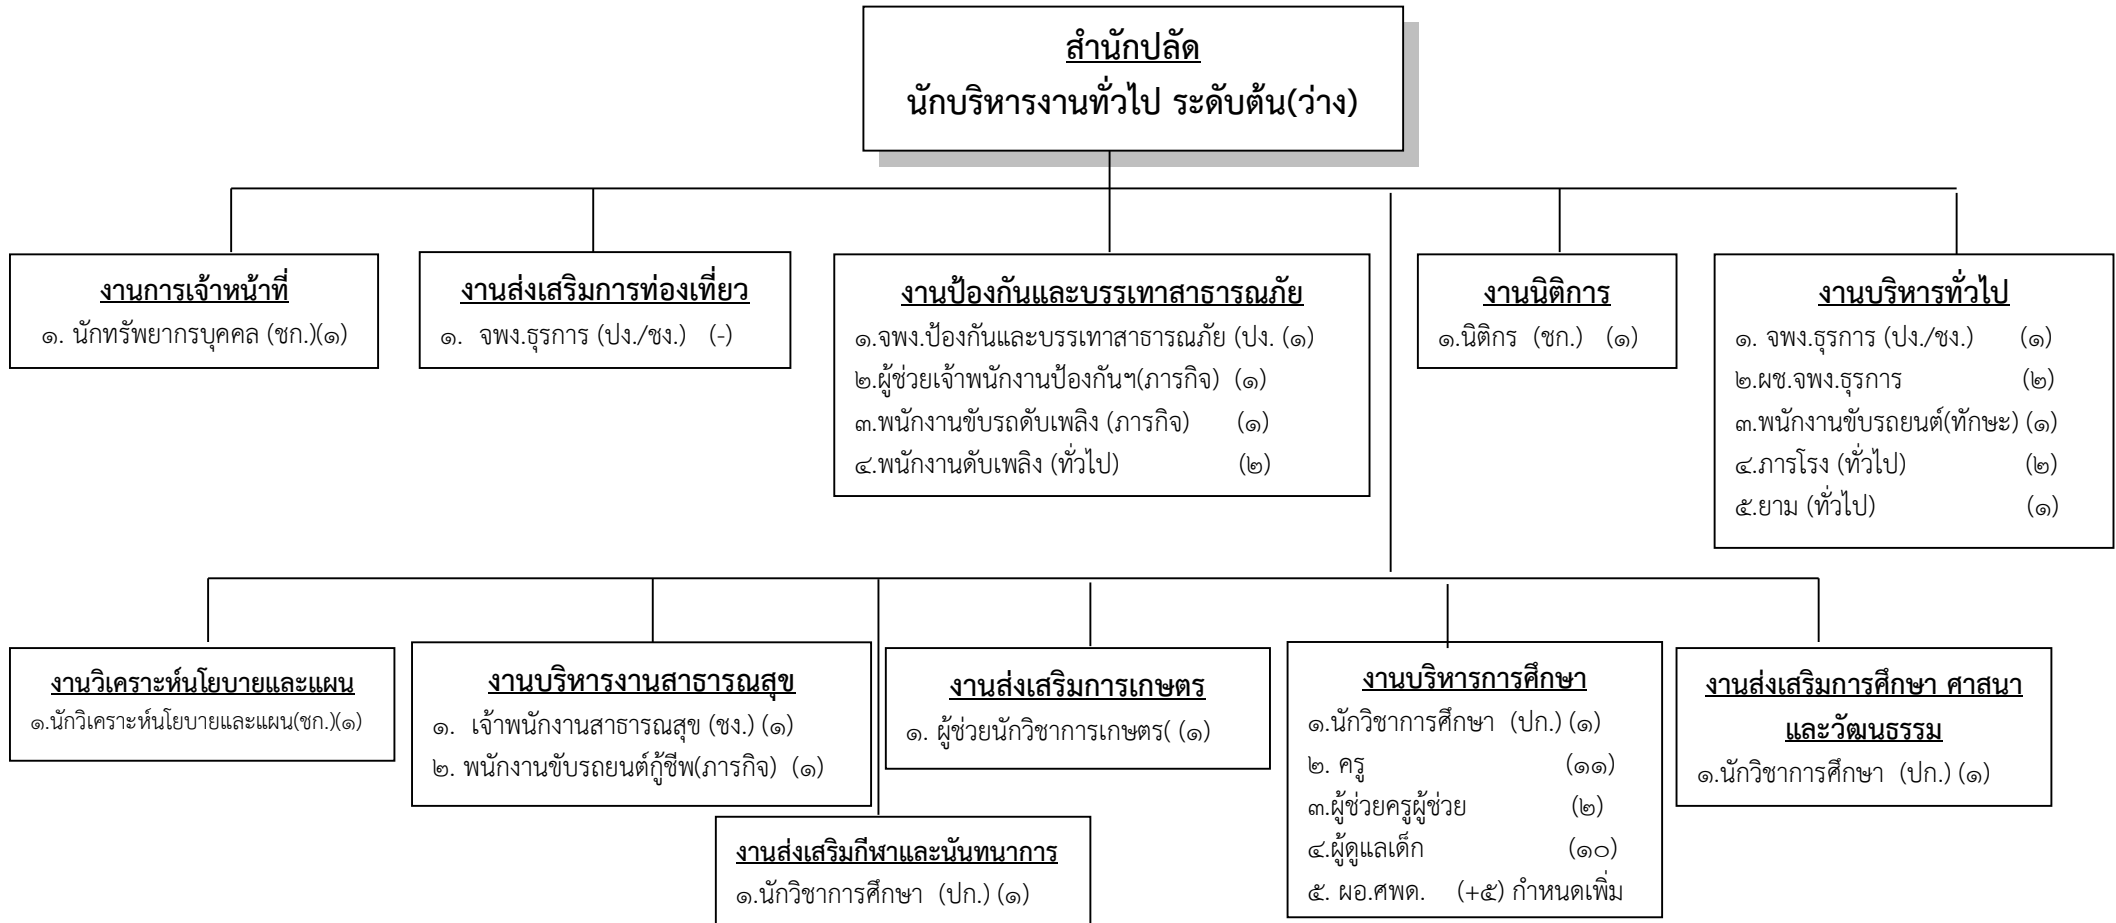 สำนักปลัด
นักบริหารงานทั่วไป ระดับต้น(ว่าง)
งานการเจ้าหน้าที่
๑. นักทรัพยากรบุคคล (ชก.)(๑)
งานส่งเสริมการท่องเที่ยว
๑. จพง.ธุรการ (ปง./ชง.) (-)
งานป้องกันและบรรเทาสาธารณภัย
๑.จพง.ป้องกันและบรรเทาสาธารณภัย (ปง. (๑)
๒.ผู้ช่วยเจ้าพนักงานป้องกันฯ(ภารกิจ) (๑)
๓.พนักงานขับรถดับเพลิง (ภารกิจ) (๑)
๔.พนักงานดับเพลิง (ทั่วไป) (๒)
งานนิติการ
๑.นิติกร (ชก.) (๑)
งานบริหารทั่วไป
๑. จพง.ธุรการ (ปง./ชง.) (๑)
๒.ผช.จพง.ธุรการ (๒)
๓.พนักงานขับรถยนต์(ทักษะ) (๑)
๔.ภารโรง (ทั่วไป) (๒)
๕.ยาม (ทั่วไป) (๑)
งานวิเคราะห์นโยบายและแผน
๑.นักวิเคราะห์นโยบายและแผน(ชก.)(๑)
งานบริหารงานสาธารณสุข
๑. เจ้าพนักงานสาธารณสุข (ชง.) (๑)
๒. พนักงานขับรถยนต์กู้ชีพ(ภารกิจ) (๑)
งานส่งเสริมการเกษตร
๑. ผู้ช่วยนักวิชาการเกษตร( (๑)
งานบริหารการศึกษา
๑.นักวิชาการศึกษา (ปก.) (๑)
๒. ครู (๑๑)
๓.ผู้ช่วยครูผู้ช่วย (๒)
๔.ผู้ดูแลเด็ก (๑๐)
๕. ผอ.ศพด. (+๕) กำหนดเพิ่ม
งานส่งเสริมการศึกษา ศาสนา
และวัฒนธรรม
๑.นักวิชาการศึกษา (ปก.) (๑)
งานส่งเสริมกีฬาและนันทนาการ
๑.นักวิชาการศึกษา (ปก.) (๑)